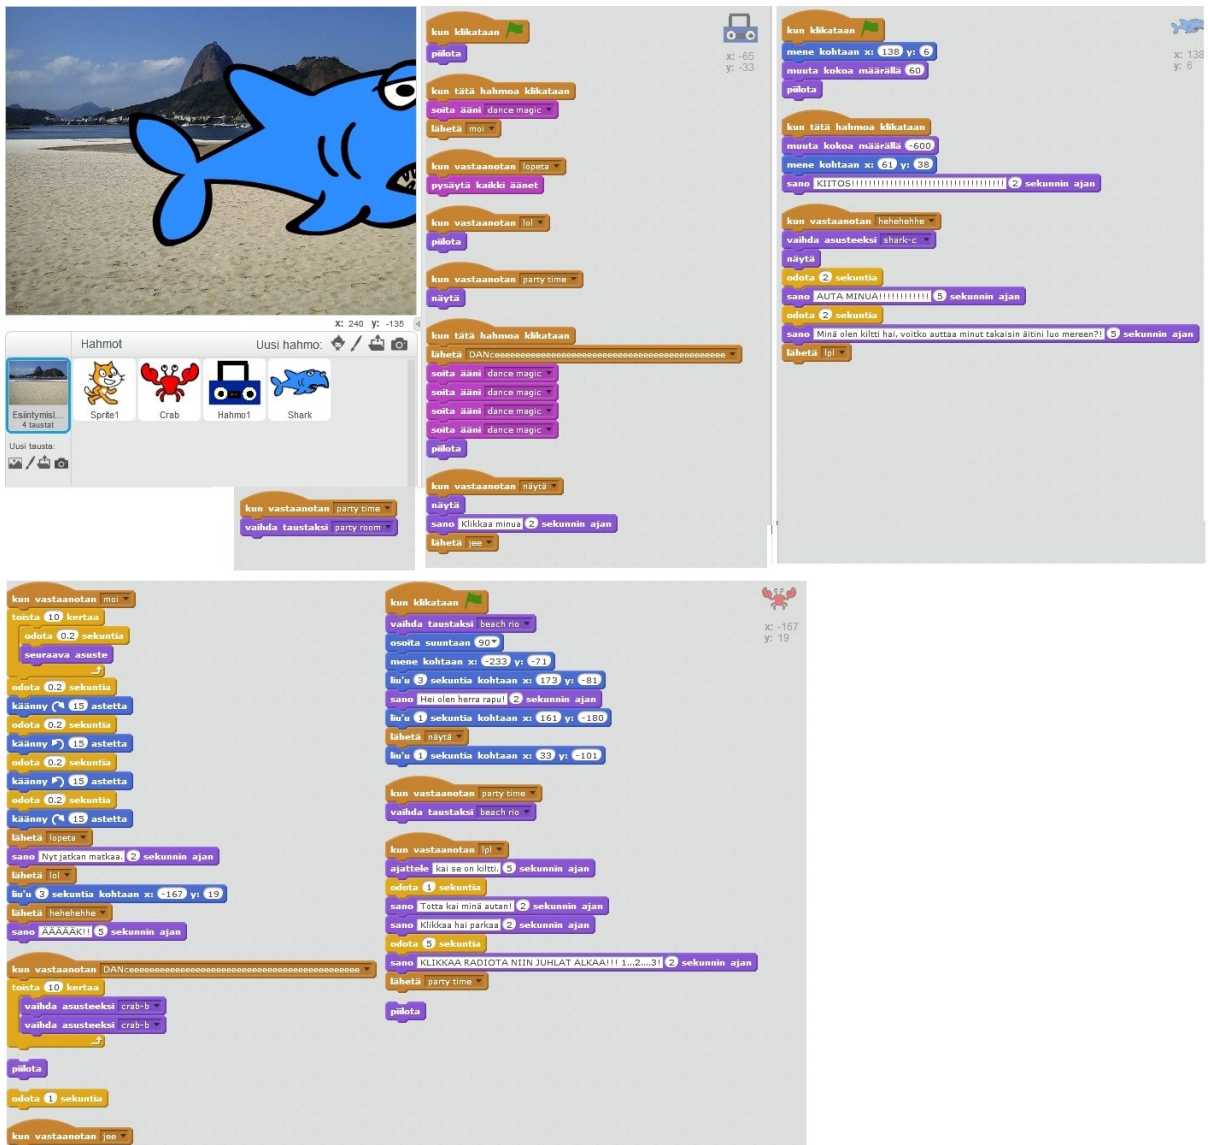 x: 240 y: -135
Hahmot
Uusi hahmo:
Esiintymisl...
4 taustat
Uusi tausta:
Sprite1
Crab
Hahmo1
Shark
kun vastaanotan party time
vaihda taustaksi party room
x: -65
y: -33
kun klikataan
piilota
kun tätä hahmoa klikataan
soita ääni dance magic
lähetä moi
kun vastaanotan lopeta
pysäytä kaikki äänet
kun vastaanotan lol
piilota
kun vastaanotan party time
näytä
kun tätä hahmoa klikataan
lähetä DANceeeeeeeeeeeeeeeeeeeeeeeeeeeeeeeeeeeeeeeeeeeee
soita ääni dance magic
soita ääni dance magic
soita ääni dance magic
soita ääni dance magic
piilota
kun vastaanotan näytä
näytä
sano Klikkaa minua 2 sekunnin ajan
lähetä jee
x: 138
y: 6
kun klikataan
mene kohtaan x: 138 y: 6
muuta kokoa määrällä 60
piilota
kun tätä hahmoa klikataan
muuta kokoa määrällä -600
mene kohtaan x: 61 y: 38
sano KIITOS!!!!!!!!!!!!!!!!!!!!!!!!!!!!!!!!!! 2 sekunnin ajan
kun vastaanotan hehehehhe
vaihda asusteeksi shark-c
näytä
odota 2 sekuntia
sano AUTA MINUA!!!!!!!!!!!! 5 sekunnin ajan
odota 2 sekuntia
sano Minä olen kiltti hai, voitko auttaa minut takaisin äitini luo mereen?! 5 sekunnin ajan
lähetä lpl
kun vastaanotan moi
toista 10 kertaa
odota 0.2 sekuntia
seuraava asuste
odota 0.2 sekuntia
käänny 15 astetta
odota 0.2 sekuntia
käänny 15 astetta
odota 0.2 sekuntia
käänny 15 astetta
odota 0.2 sekuntia
käänny 15 astetta
lähetä lopeta
sano Nyt jatkan matkaa. 2 sekunnin ajan
lähetä lol
liu'u 3 sekuntia kohtaan x: -167 y: 19
lähetä hehehehhe
sano ÄÄÄÄÄK!! 5 sekunnin ajan
kun vastaanotan DANceeeeeeeeeeeeeeeeeeeeeeeeeeeeeeeeeeeeeeeeeeeee
toista 10 kertaa
vaihda asusteeksi crab-b
vaihda asusteeksi crab-b
piilota
odota 1 sekuntia
kun vastaanotan jee
x: -167
y: 19
kun klikataan
vaihda taustaksi beach rio
osoita suuntaan 90
mene kohtaan x: -233 y: -71
liu'u 3 sekuntia kohtaan x: 173 y: -81
sano Hei olen herra rapu! 2 sekunnin ajan
liu'u 1 sekuntia kohtaan x: 161 y: -180
lähetä näytä
liu'u 1 sekuntia kohtaan x: 33 y: -101
kun vastaanotan party time
vaihda taustaksi beach rio
kun vastaanotan lpl
ajattele kai se on kiltti. 5 sekunnin ajan
odota 1 sekuntia
sano Totta kai minä autan! 2 sekunnin ajan
sano Klikkaa hai parkaa 2 sekunnin ajan
odota 5 sekuntia
sano KLIKKAA RADIOTA NIIN JUHLAT ALKAA!!! 1...2....3! 2 sekunnin ajan
lähetä party time
piilota